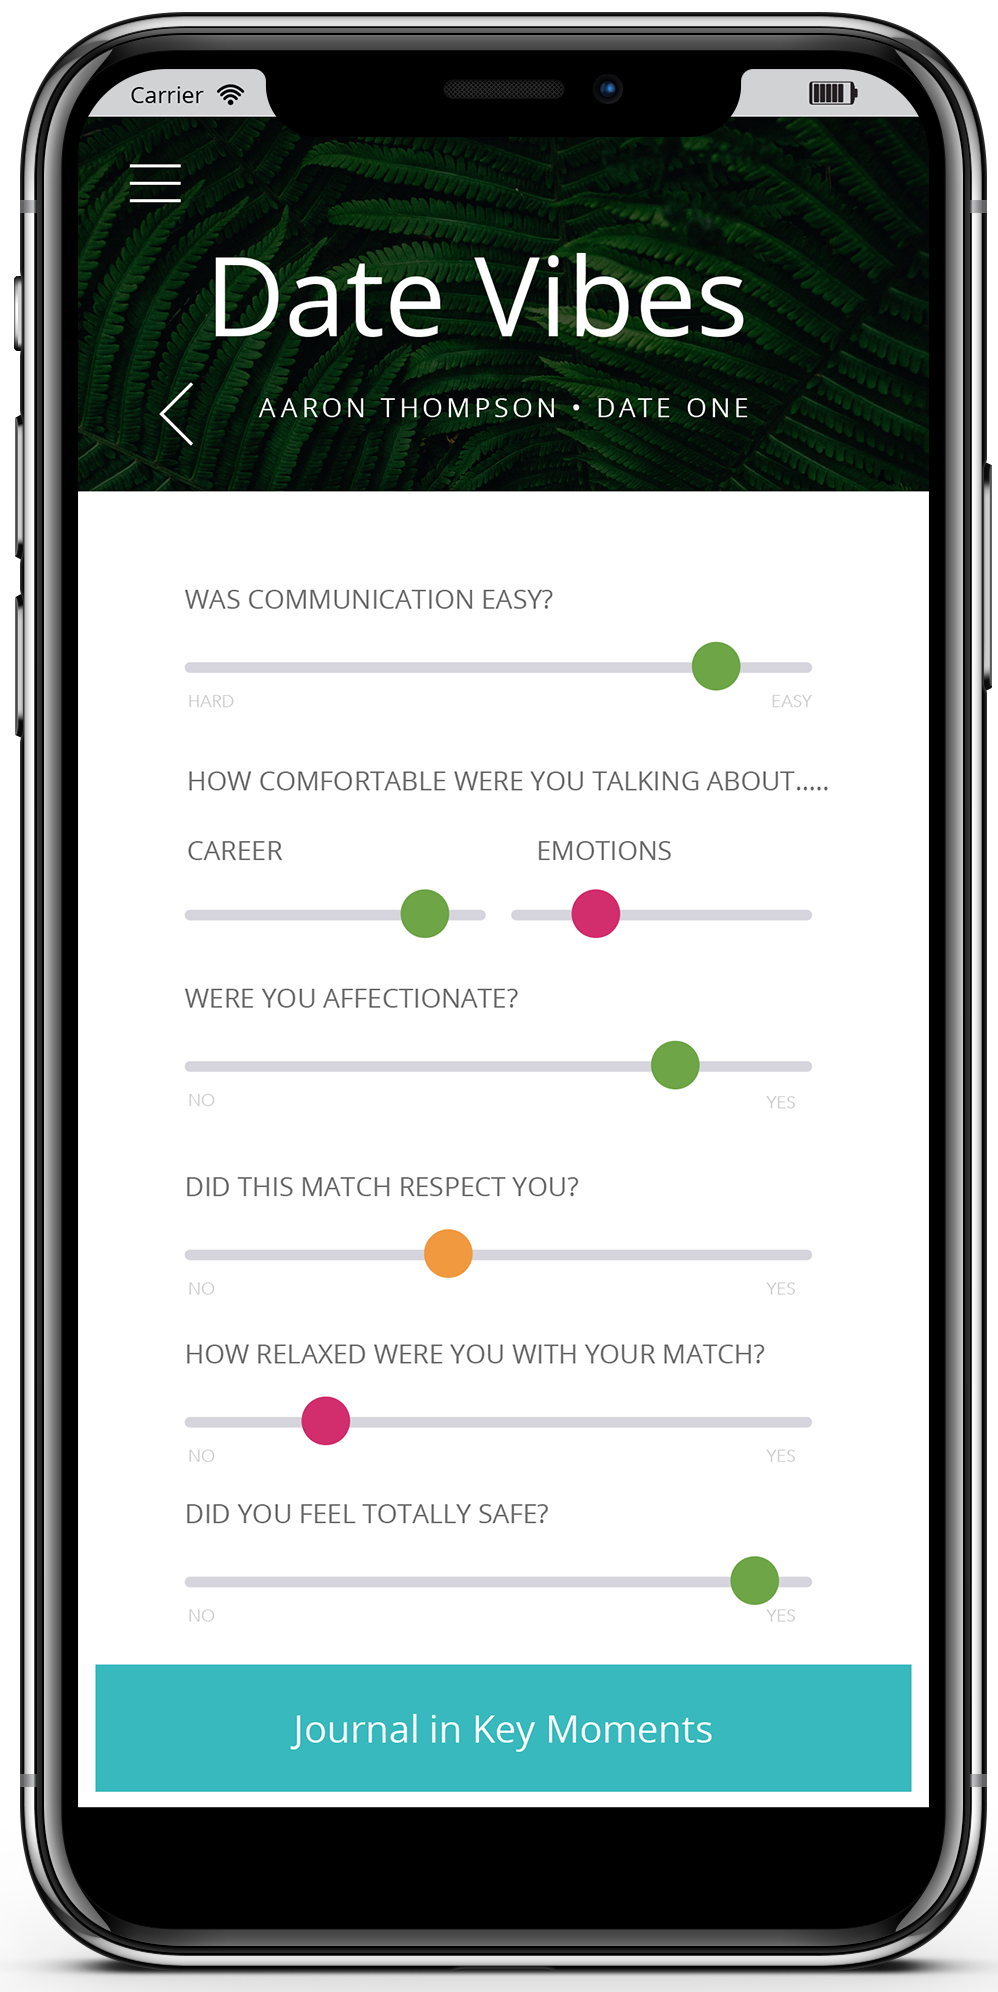 Carrier
Date Vibes
AARON THOMPSON • DATE ONE
WAS COMMUNICATION EASY?
HARD EASY
HOW COMFORTABLE WERE YOU TALKING ABOUT.....
CAREER EMOTIONS
WERE YOU AFFECTIONATE?
NO YES
DID THIS MATCH RESPECT YOU?
NO YES
HOW RELAXED WERE YOU WITH YOUR MATCH?
NO YES
DID YOU FEEL TOTALLY SAFE?
NO YES
Journal in Key Moments